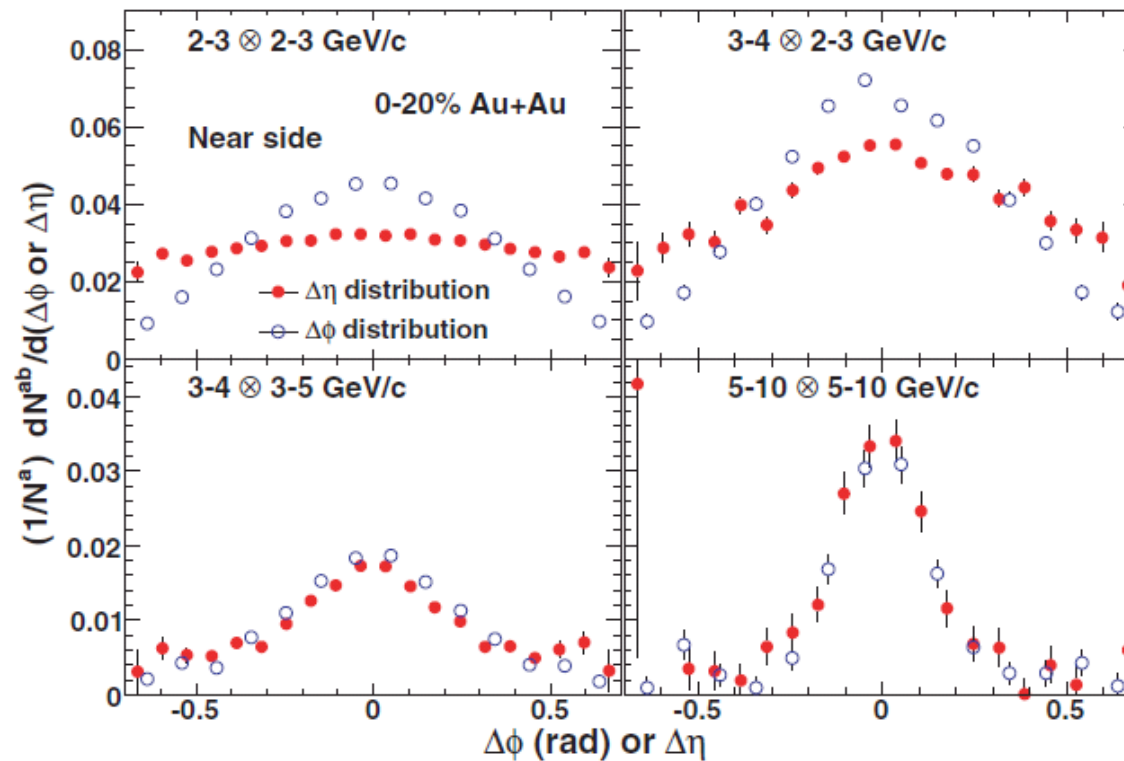 2-3 ⊗ 2-3 GeV/c
0-20% Au+Au
Near side
Δη distribution
Δϕ distribution
3-4 ⊗ 2-3 GeV/c
3-4 ⊗ 3-5 GeV/c
5-10 ⊗ 5-10 GeV/c
(1/Nᵃ) dNᵃᵇ/d(Δϕ or Δη)
0.08
0.06
0.04
0.02
0
0.04
0.03
0.02
0.01
0
-0.5 0 0.5
-0.5 0 0.5
Δϕ (rad) or Δη